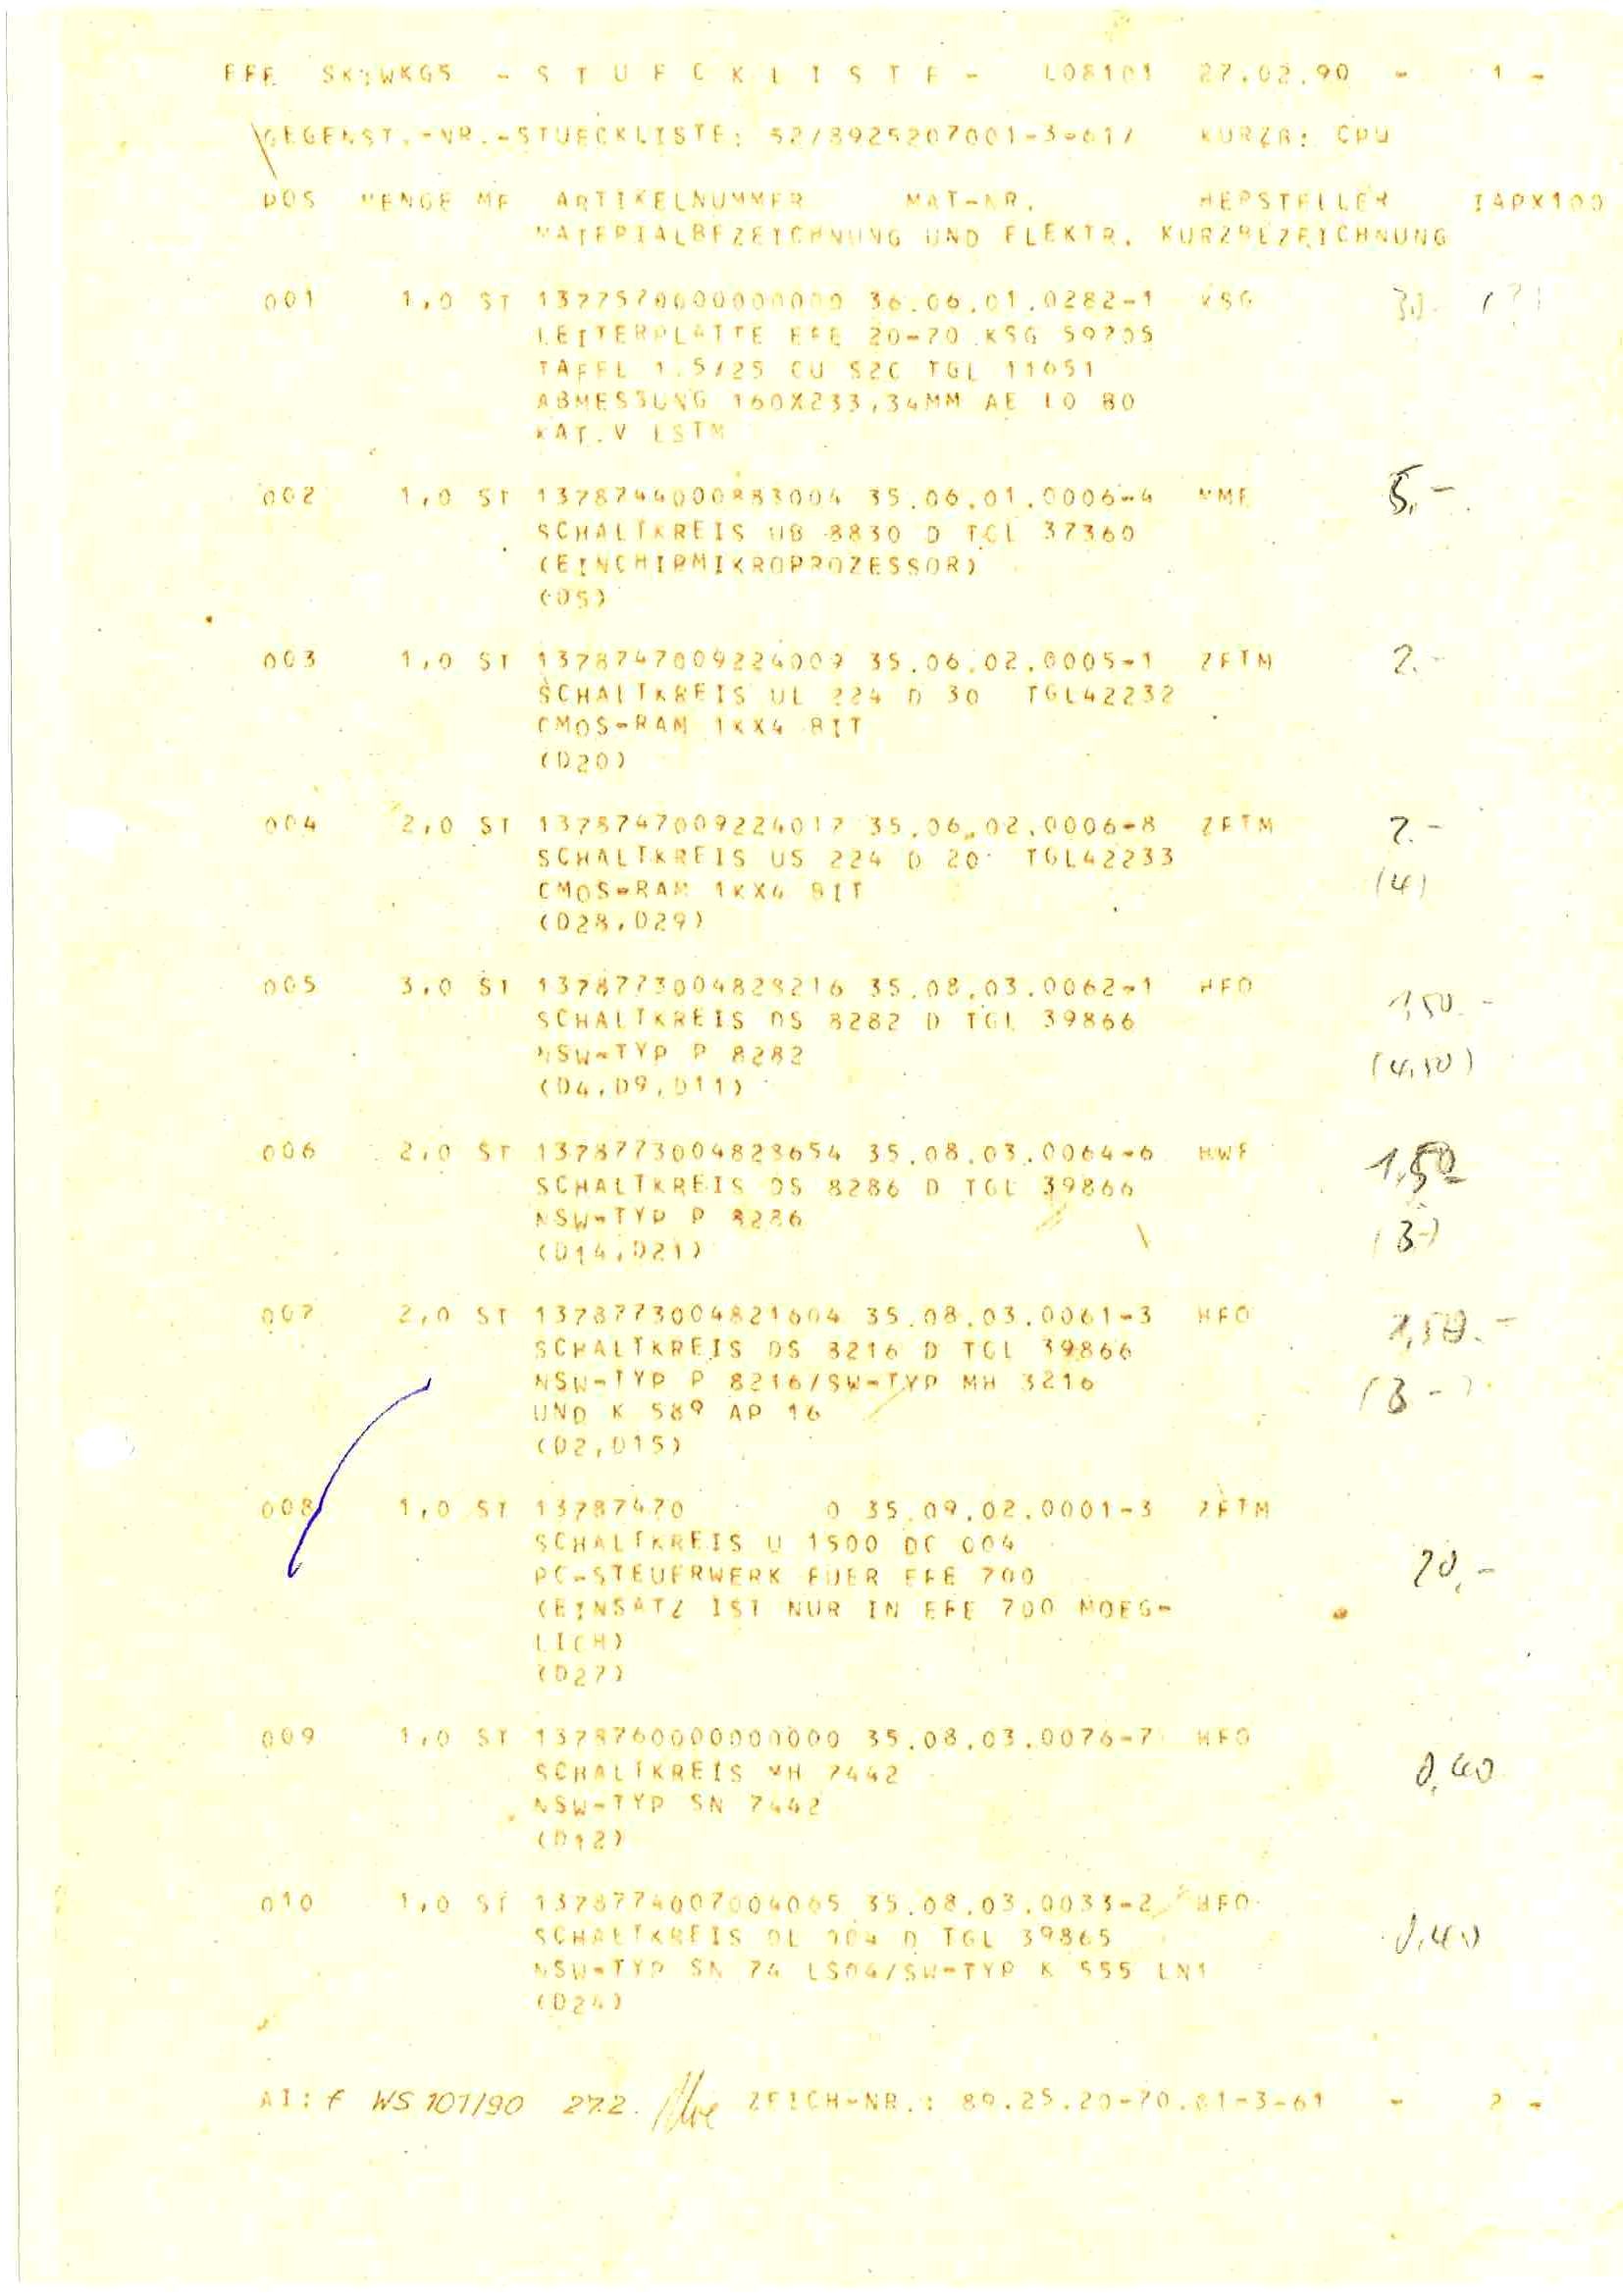 EFE SK:WKG5 - S T U E C K L I S T E - L08101 27.02.90 - 1 -
GEGENST.-NR.-STUECKLISTE: 52/8925207001-3-61/ KURZB: CPU
POS MENGE ME ARTIKELNUMMER MAT-NR. HERSTELLER IAPX100
MATERIALBEZEICHNUNG UND ELEKTR. KURZBEZEICHNUNG
001 1,0 ST 1377570000000000 36.06.01.0282-1 KSG
LEITERPLATTE EFE 20-70 KSG 59705
TAFEL 1.5/25 CU S2C TGL 11651
ABMESSUNG 160X233,34MM AE 10 80
KAT.V LSTM
002 1,0 ST 1378744000883004 35.06.01.0006-4 MME 5,-
SCHALTKREIS UB 8830 D TGL 37360
(EINCHIPMIKROPROZESSOR)
(D5)
003 1,0 ST 1378747009224009 35.06.02.0005-1 ZFTM 2.-
SCHALTKREIS UL 224 D 30 TGL42232
CMOS-RAM 1KX4 BIT
(D20)
004 2,0 ST 1378747009224017 35.06.02.0006-8 ZFTM 2.-
SCHALTKREIS US 224 D 20 TGL42233
CMOS-RAM 1KX4 BIT (4)
(D28,D29)
005 3,0 ST 1378773004828216 35.08.03.0062-1 HFO 1,50.-
SCHALTKREIS DS 8282 D TGL 39866
NSW-TYP P 8282 (4,50)
(D4,D9,D11)
006 2,0 ST 1378773004828654 35.08.03.0064-6 HWF 1,50
SCHALTKREIS DS 8286 D TGL 39866
NSW-TYP P 8286 (3-)
(D14,D21)
007 2,0 ST 1378773004821604 35.08.03.0061-3 HFO 1,50.-
SCHALTKREIS DS 8216 D TGL 39866
NSW-TYP P 8216/SW-TYP MH 3216 (3-)
UND K 589 AP 16
(D2,D15)
008 1,0 ST 13787470 0 35.09.02.0001-3 ZFTM
SCHALTKREIS U 1500 DC 004
PC-STEUERWERK FUER EFE 700 20,-
(EINSATZ IST NUR IN EFE 700 MOEG-
LICH)
(D27)
009 1,0 ST 1378760000000000 35.08.03.0076-7 HFO
SCHALTKREIS MH 7442 0,40
NSW-TYP SN 7442
(D12)
010 1,0 ST 1378774007004065 35.08.03.0033-2 HFO
SCHALTKREIS DL 004 D TGL 39865 0,40
NSW-TYP SN 74 LS04/SW-TYP K 555 LN1
(D24)
AI: f WS 101/90 27.2. ZEICH-NR.: 89.25.20-70.01-3-61 - 2 -